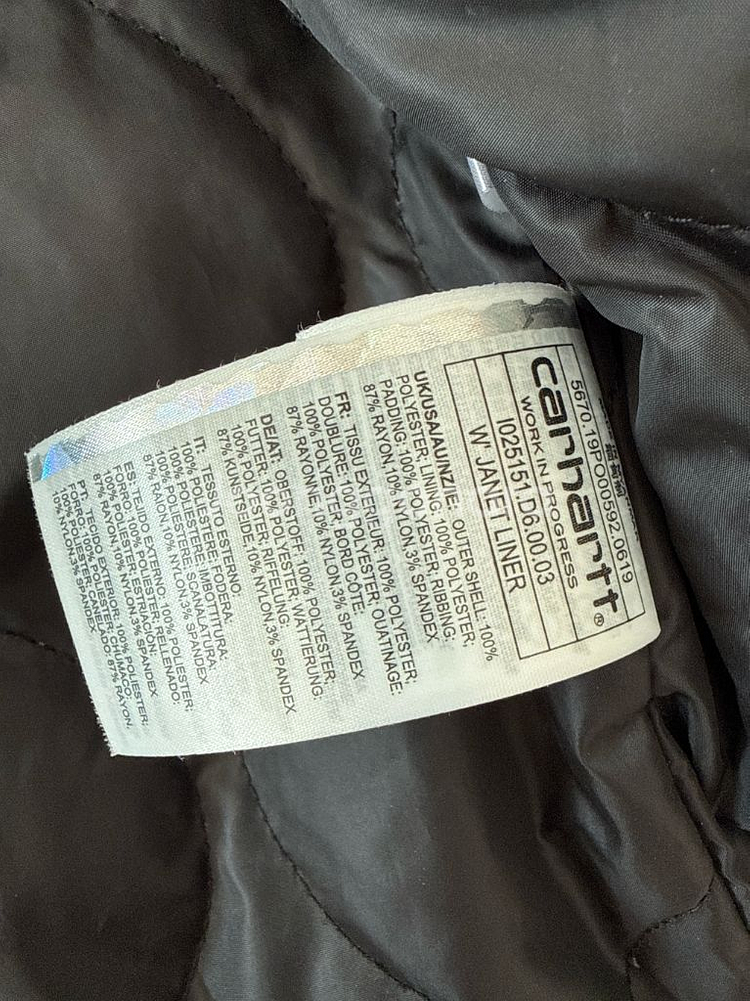 5670.19PO00592.0619
carhartt®
WORK IN PROGRESS
I025151.D6.00.03
W' JANET LINER
UK/USA/AUNZ/IE: OUTER SHELL: 100%
POLYESTER; LINING: 100% POLYESTER;
PADDING: 100% POLYESTER; RIBBING:
87% RAYON,10% NYLON,3% SPANDEX
FR: TISSU EXTERIEUR: 100% POLYESTER;
DOUBLURE: 100% POLYESTER; OUATINAGE:
100% POLYESTER; BORD CÔTE:
87% RAYONNE,10% NYLON,3% SPANDEX
DE/AT: OBERSTOFF: 100% POLYESTER;
FUTTER: 100% POLYESTER; WATTIERUNG:
100% POLYESTER; RIFFELUNG:
87% KUNSTSEIDE,10% NYLON,3% SPANDEX
IT: TESSUTO ESTERNO:
100% POLIESTERE; FODERA:
100% POLIESTERE; IMBOTTITURA:
100% POLIESTERE; SCANALATURA:
87% RAION,10% NYLON,3% SPANDEX
ES: TEJIDO EXTERNO: 100% POLIESTER;
FORRO: 100% POLIESTER; RELLENADO:
100% POLIESTER; ESTRIACIÓN:
87% RAYON,10% NYLON,3% SPANDEX
PT: TECIDO EXTERIOR: 100% POLIESTER;
FORRO: 100% POLIESTER;
100% POLIESTER; CANELADO: 87% RAYON,
10% NYLON,3% SPANDEX